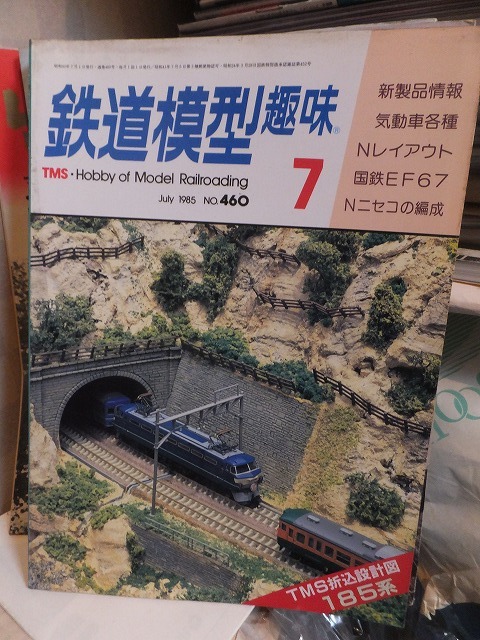 鉄道模型趣味®
TMS・Hobby of Model Railroading
July 1985 NO.460
7
新製品情報
気動車各種
Nレイアウト
国鉄EF67
Nニセコの編成
TMS折込設計図
185系